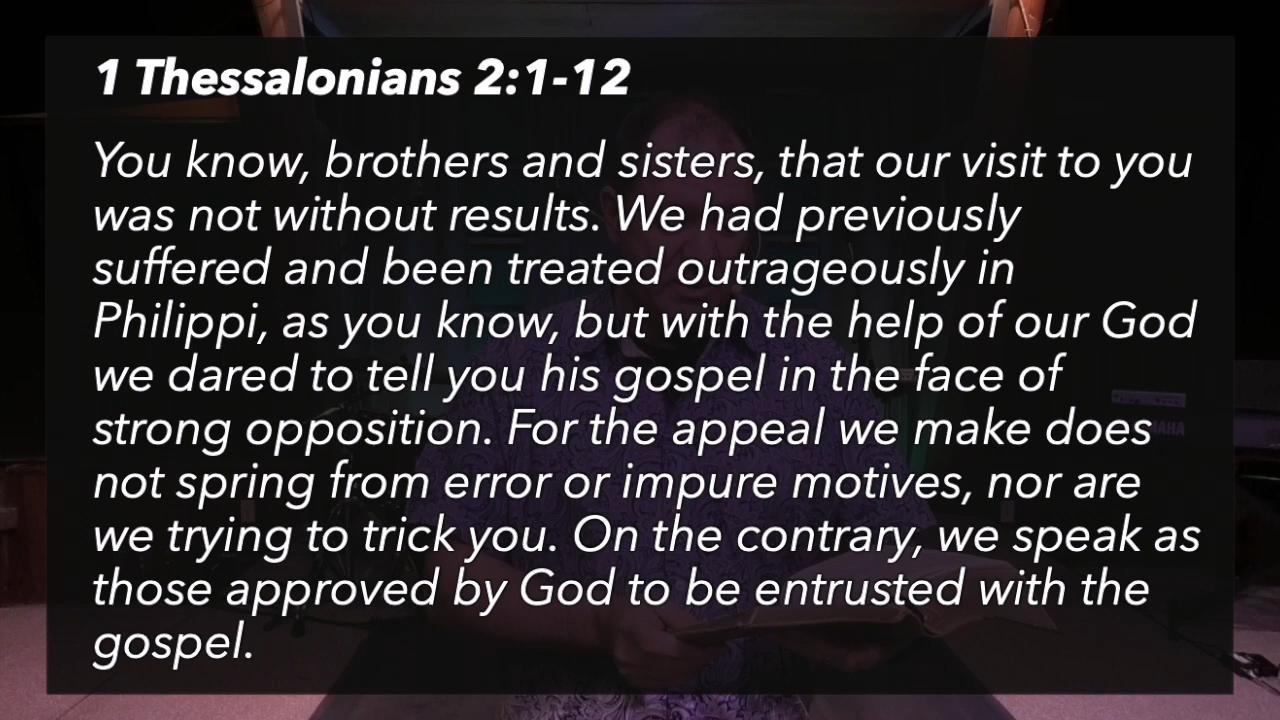 1 Thessalonians 2:1-12
You know, brothers and sisters, that our visit to you
was not without results. We had previously
suffered and been treated outrageously in
Philippi, as you know, but with the help of our God
we dared to tell you his gospel in the face of
strong opposition. For the appeal we make does
not spring from error or impure motives, nor are
we trying to trick you. On the contrary, we speak as
those approved by God to be entrusted with the
gospel.